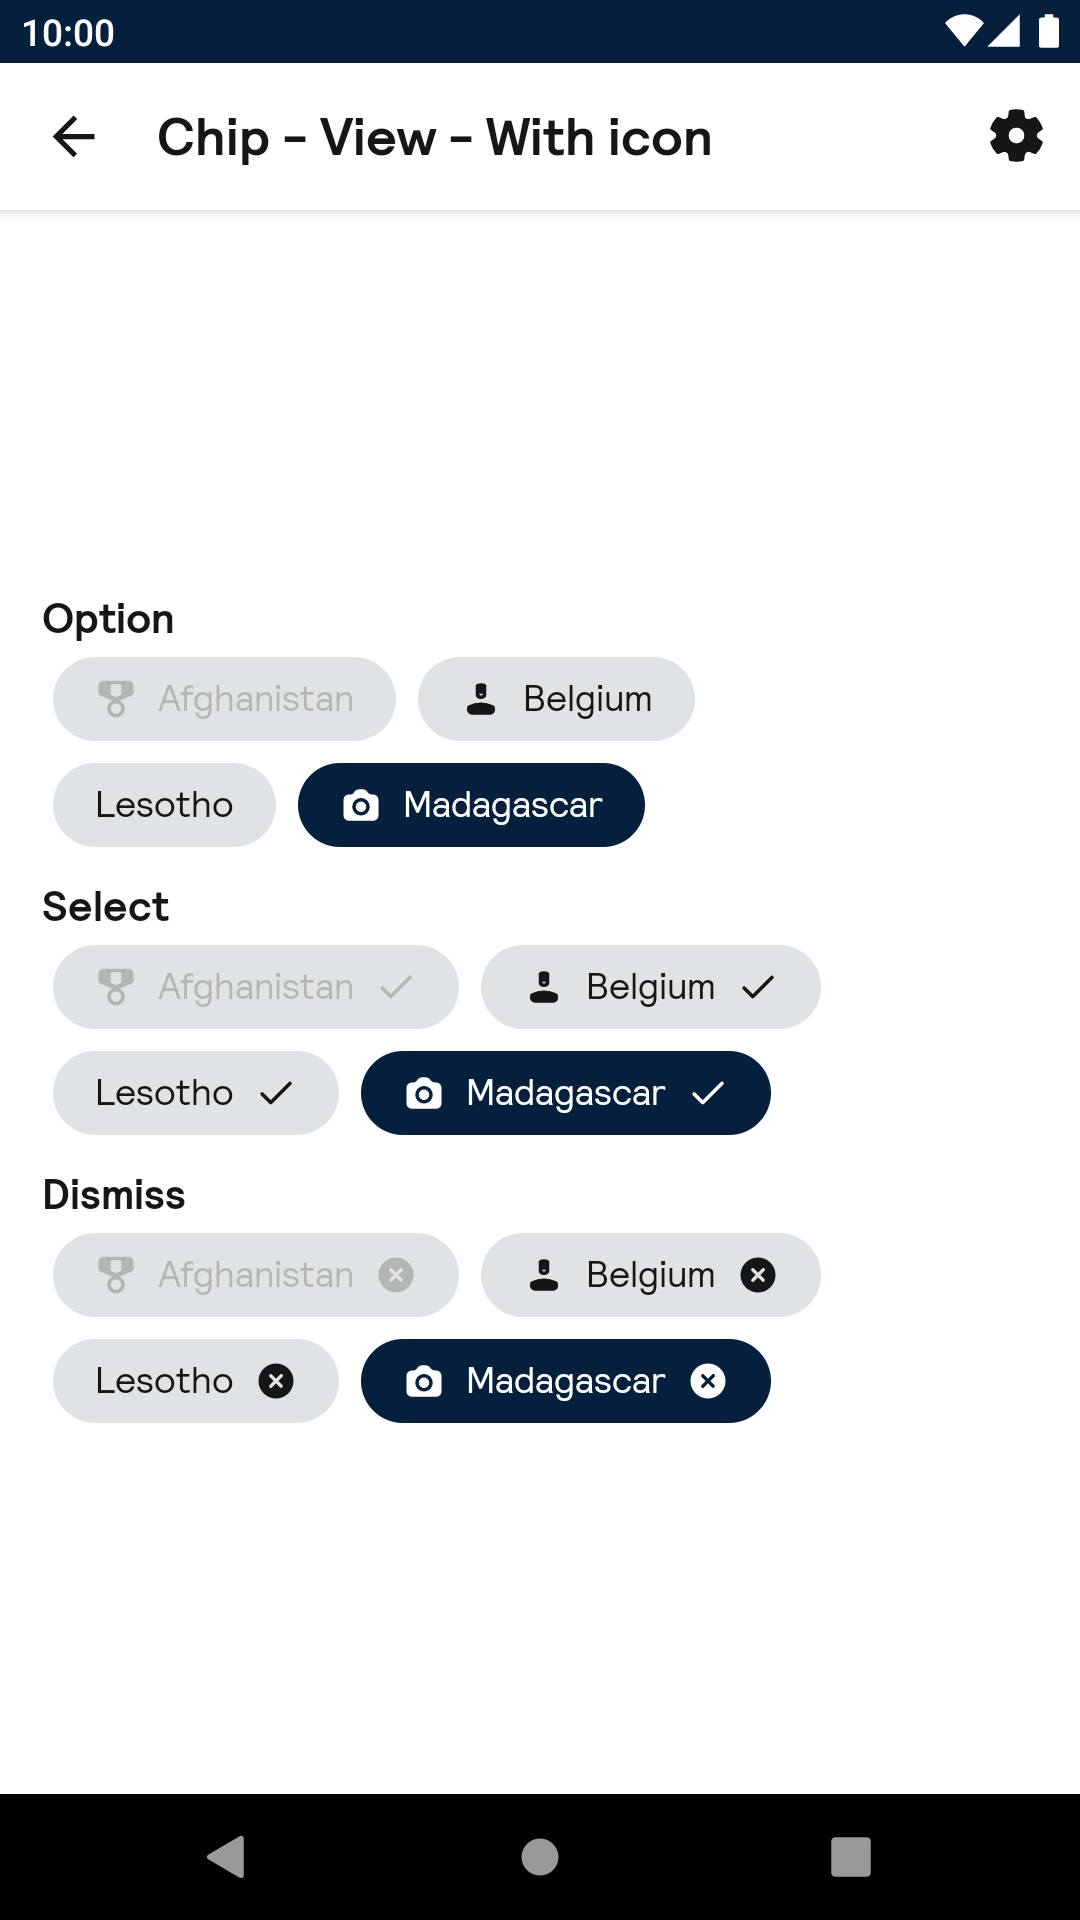 10:00
Chip - View - With icon
Option
Afghanistan Belgium
Lesotho Madagascar
Select
Afghanistan Belgium
Lesotho Madagascar
Dismiss
Afghanistan Belgium
Lesotho Madagascar